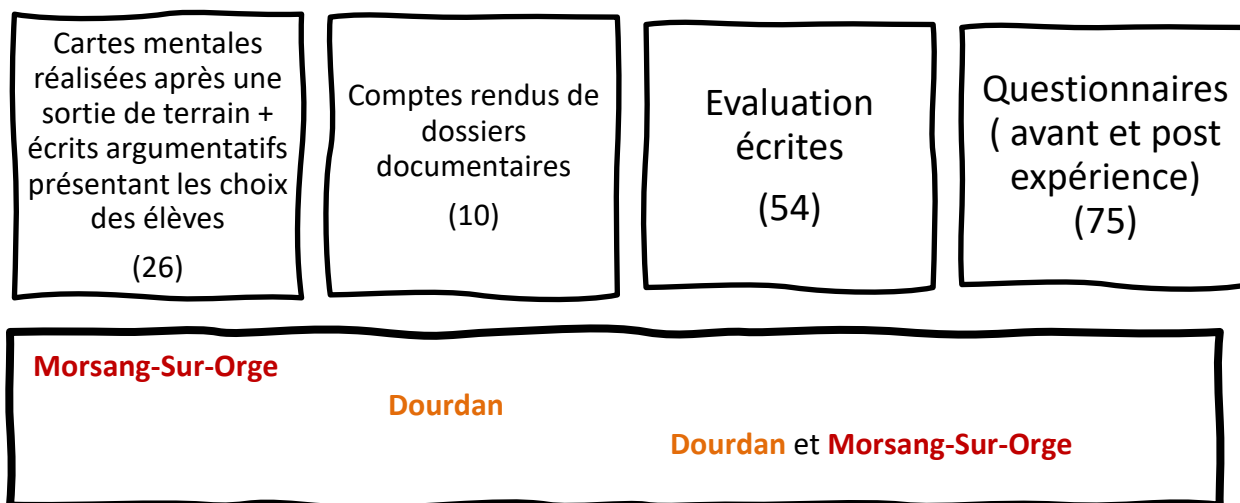 Cartes mentales
réalisées après une
sortie de terrain +
écrits argumentatifs
présentant les choix
des élèves
(26)
Comptes rendus de
dossiers
documentaires
(10)
Evaluation
écrites
(54)
Questionnaires
( avant et post
expérience)
(75)
Morsang-Sur-Orge
Dourdan
Dourdan et Morsang-Sur-Orge